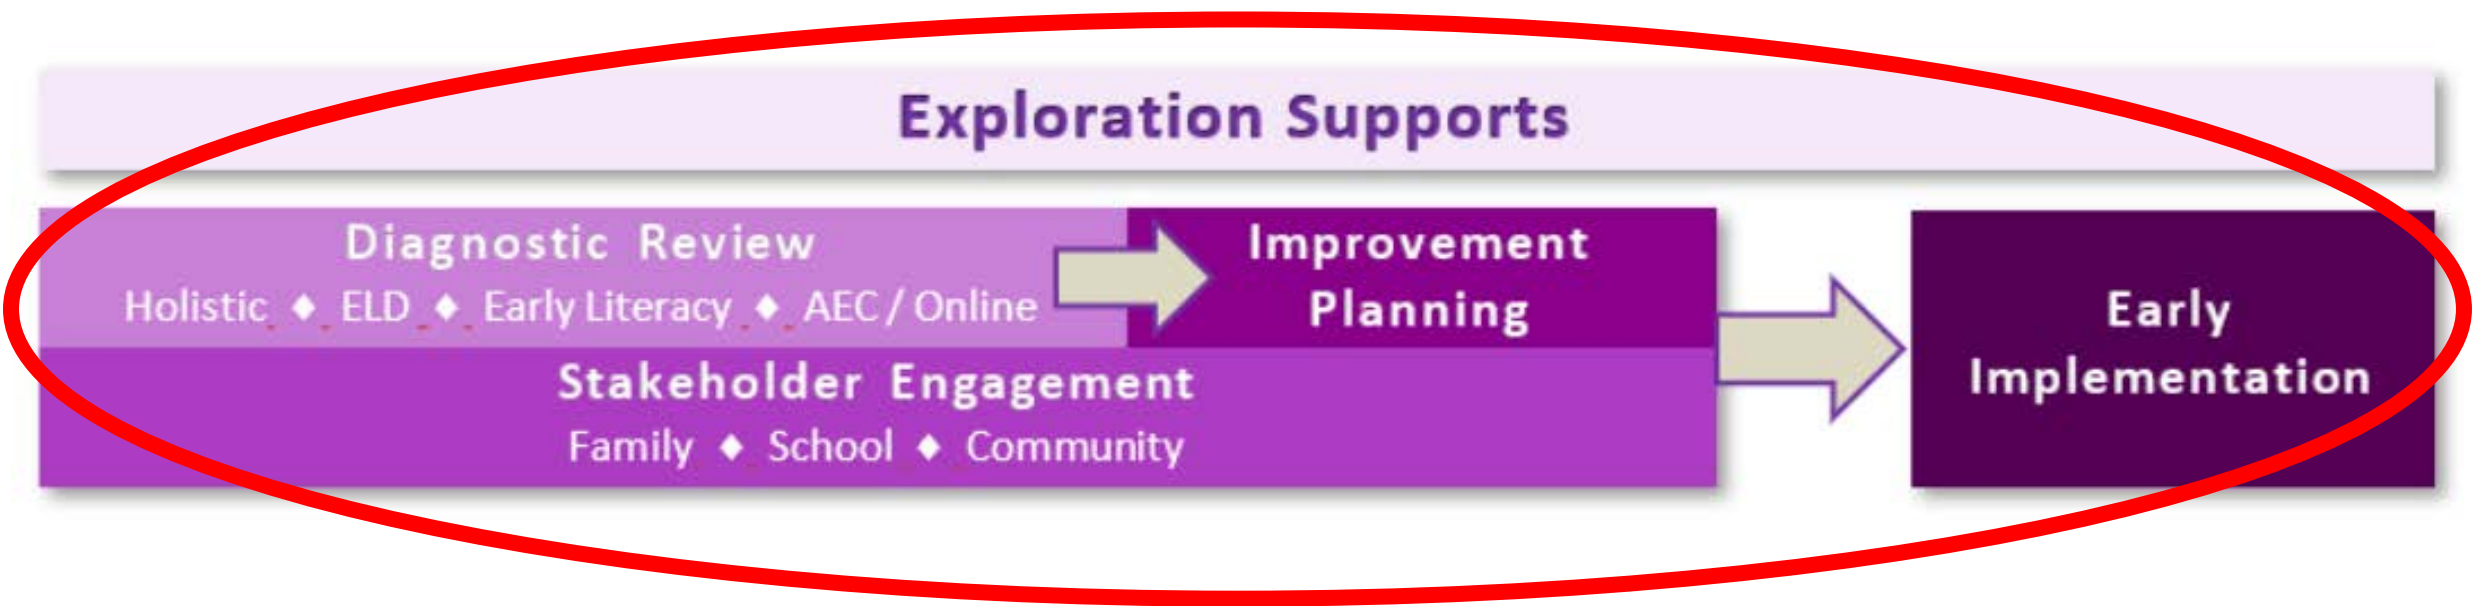 Exploration Supports
Diagnostic Review
Holistic ♦ ELD ♦ Early Literacy ♦ AEC / Online
Improvement
Planning
Stakeholder Engagement
Family ♦ School ♦ Community
Early
Implementation